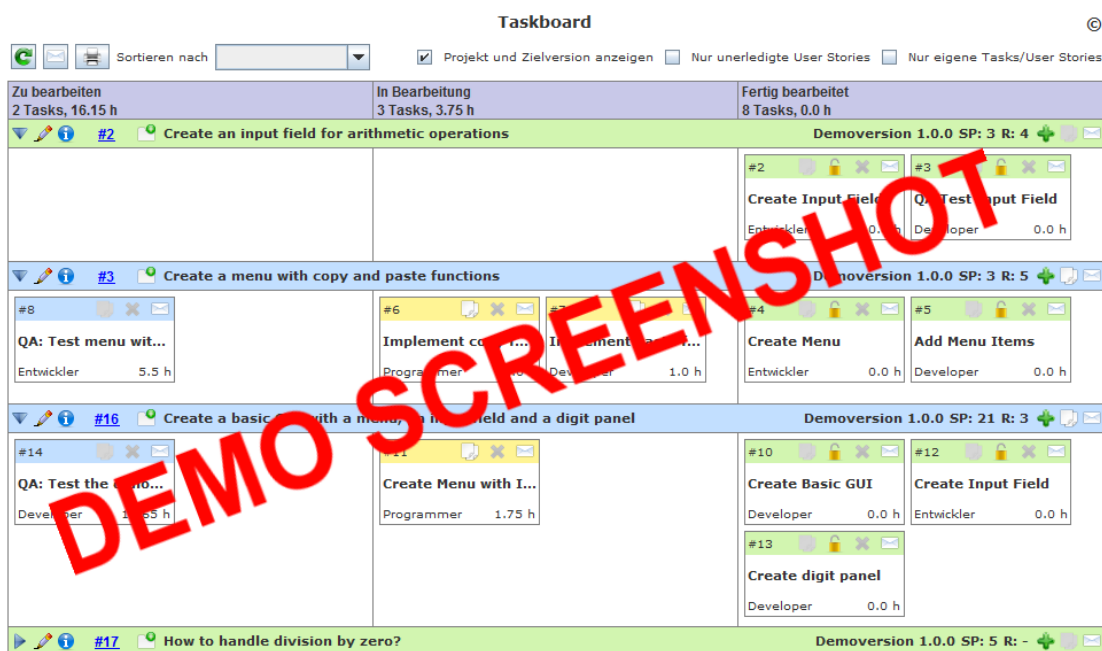 Taskboard
©
Sortieren nach
Projekt und Zielversion anzeigen Nur unerledigte User Stories Nur eigene Tasks/User Stories
Zu bearbeiten
2 Tasks, 16.15 h
In Bearbeitung
3 Tasks, 3.75 h
Fertig bearbeitet
8 Tasks, 0.0 h
#2 Create an input field for arithmetic operations Demoversion 1.0.0 SP: 3 R: 4
#2
Create Input Field
Entwickler 0.0 h
#3
QA: Test Input Field
Developer 0.0 h
#3 Create a menu with copy and paste functions Demoversion 1.0.0 SP: 3 R: 5
#8
QA: Test menu wit...
Entwickler 5.5 h
#6
Implement
Programmer
Implement
Developer 1.0 h
#4
Create Menu
Entwickler 0.0 h
#5
Add Menu Items
Developer 0.0 h
#16 Create a basic with a and a digit panel Demoversion 1.0.0 SP: 21 R: 3
#14
QA: Test the
Developer
#11
Create Menu with I...
Programmer 1.75 h
#10
Create Basic GUI
Developer 0.0 h
#12
Create Input Field
Entwickler 0.0 h
#13
Create digit panel
Developer 0.0 h
#17 How to handle division by zero? Demoversion 1.0.0 SP: 5 R: -
DEMO SCREENSHOT